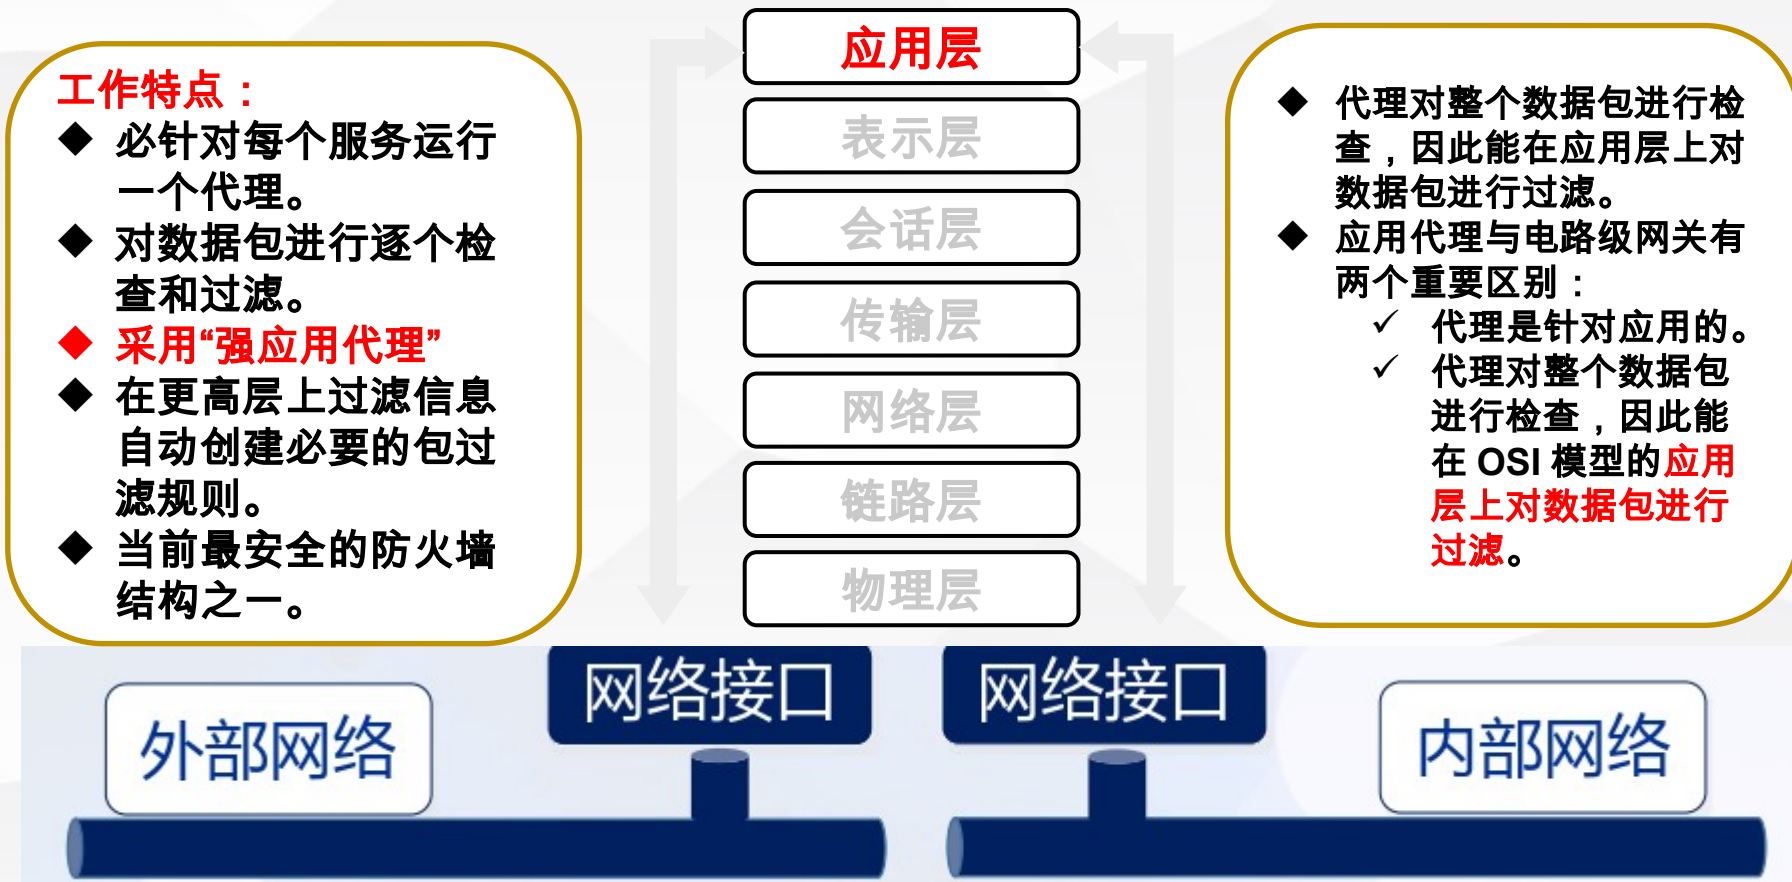 工作特点：
◆ 必针对每个服务运行
一个代理。
◆ 对数据包进行逐个检
查和过滤。
◆ 采用“强应用代理”
◆ 在更高层上过滤信息
自动创建必要的包过
滤规则。
◆ 当前最安全的防火墙
结构之一。
应用层
表示层
会话层
传输层
网络层
链路层
物理层
◆ 代理对整个数据包进行检
查，因此能在应用层上对
数据包进行过滤。
◆ 应用代理与电路级网关有
两个重要区别：
✓ 代理是针对应用的。
✓ 代理对整个数据包
进行检查，因此能
在 OSI 模型的应用
层上对数据包进行
过滤。
外部网络
网络接口
网络接口
内部网络